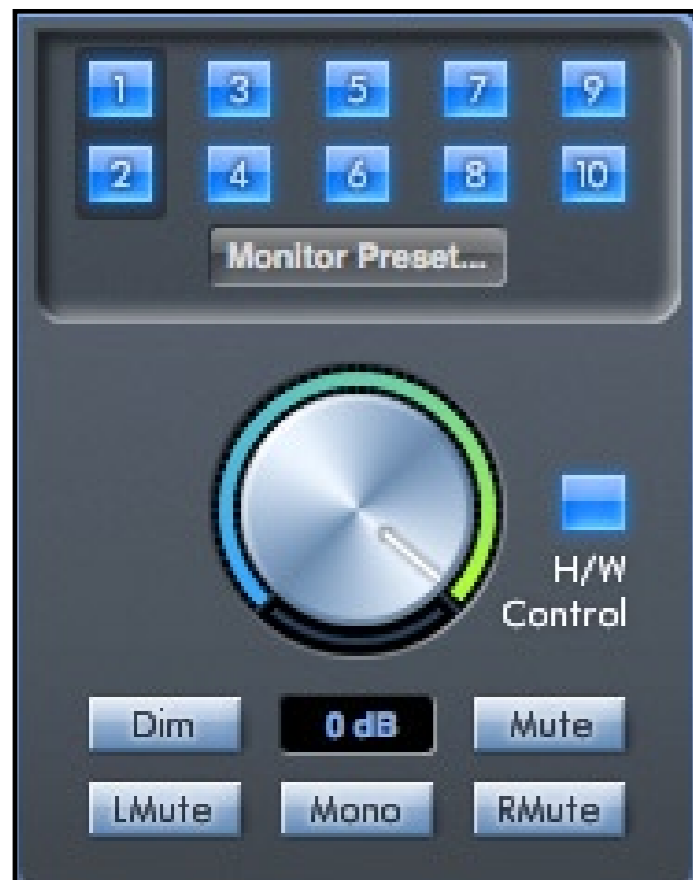 1 3 5 7 9
2 4 6 8 10
Monitor Preset...
H/W
Control
Dim 0 dB Mute
LMute Mono RMute